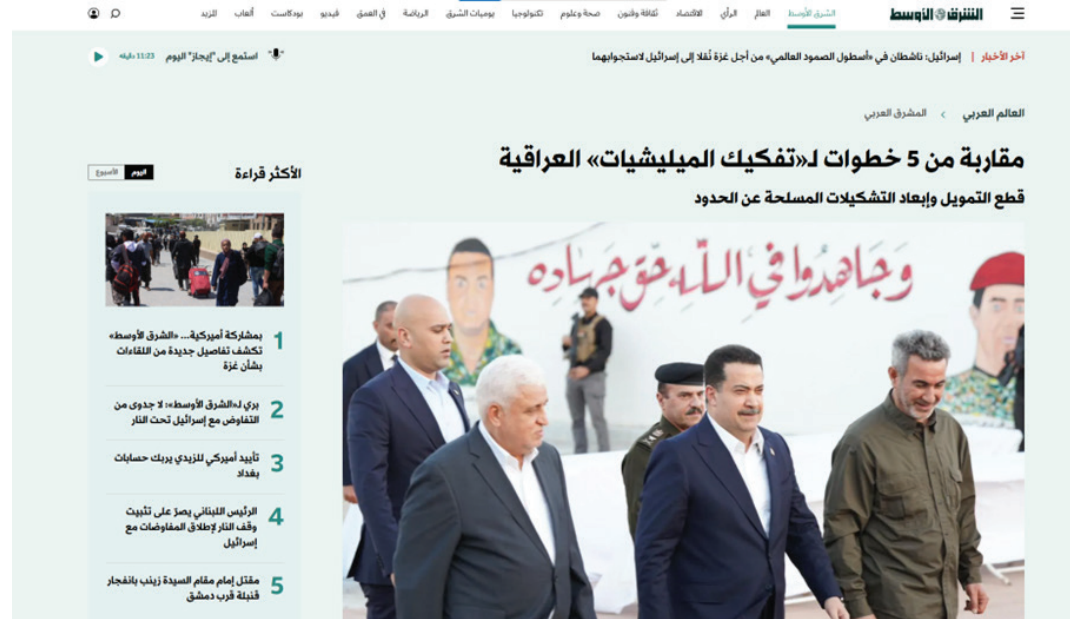 الشرق الأوسط
الشرق الأوسط
العالم
الرأي
الاقتصاد
ثقافة وفنون
صحة وعلوم
تكنولوجيا
يوميات الشرق
الرياضة
في العمق
فيديو
بودكاست
ألعاب
المزيد
آخر الأخبار | إسرائيل: ناشطان في «أسطول الصمود العالمي» من أجل غزة نُقلا إلى إسرائيل لاستجوابهما
استمع إلى "إيجاز" اليوم 11:23 دقيقه
العالم العربي
المشرق العربي
مقاربة من 5 خطوات لـ«تفكيك الميليشيات» العراقية
قطع التمويل وإبعاد التشكيلات المسلحة عن الحدود
وَجَاهِدُوا فِي اللَّهِ حَقَّ جِهَادِهِ
الأكثر قراءة
اليوم
الأسبوع
1
بمشاركة أميركية... «الشرق الأوسط»
تكشف تفاصيل جديدة من اللقاءات
بشأن غزة
2
بري لـ«الشرق الأوسط»: لا جدوى من
التفاوض مع إسرائيل تحت النار
3
تأييد أميركي للزيدي يربك حسابات
بغداد
4
الرئيس اللبناني يصرّ على تثبيت
وقف النار لإطلاق المفاوضات مع
إسرائيل
5
مقتل إمام مقام السيدة زينب بانفجار
قنبلة قرب دمشق